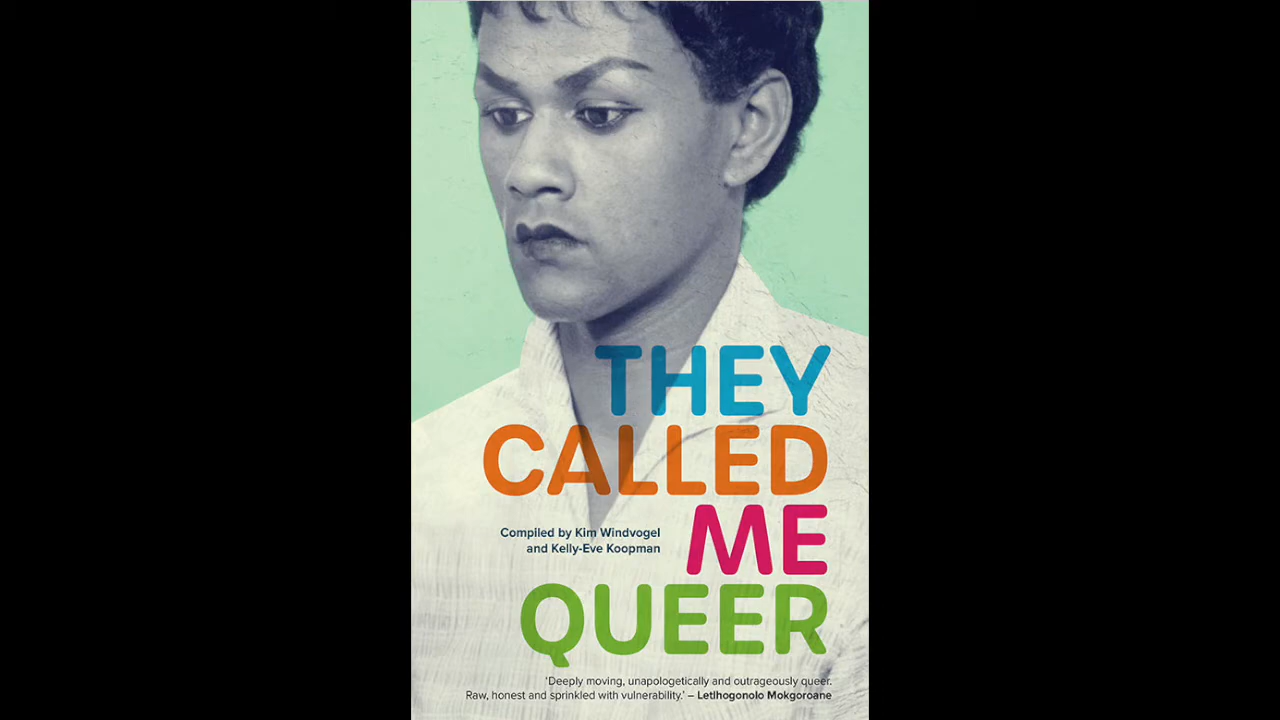 THEY
CALLED
ME
QUEER
Compiled by Kim Windvogel
and Kelly-Eve Koopman
‘Deeply moving, unapologetically and outrageously queer.
Raw, honest and sprinkled with vulnerability.’ – Letlhogonolo Mokgoroane